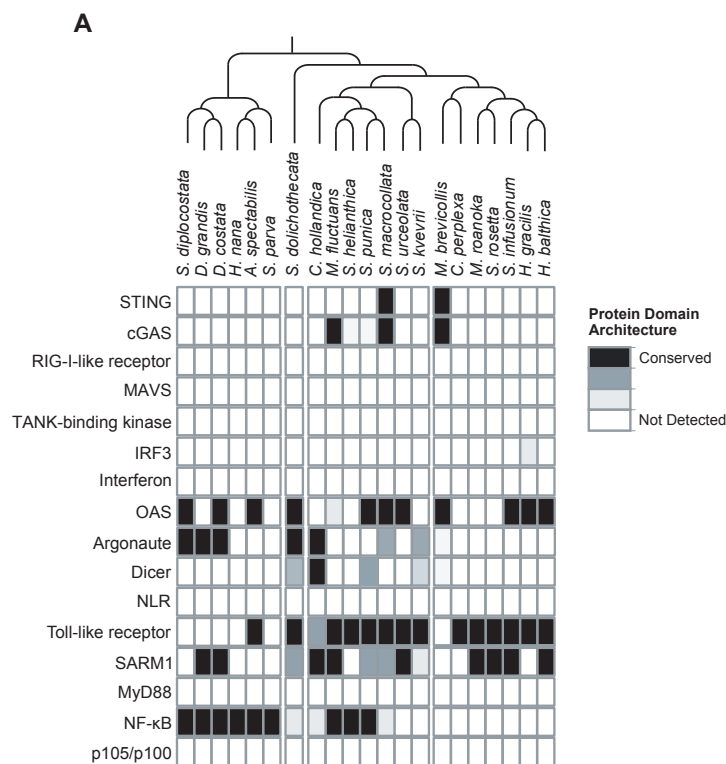 A
S. diplocostata
D. grandis
D. costata
H. nana
A. spectabilis
S. parva
S. dolichothecata
C. hollandica
M. fluctuans
S. helianthica
S. punica
S. macrocollata
S. urceolata
S. kvevrii
M. brevicollis
C. perplexa
M. roanoka
S. rosetta
S. infusionum
H. gracilis
H. balthica
STING
cGAS
RIG-I-like receptor
MAVS
TANK-binding kinase
IRF3
Interferon
OAS
Argonaute
Dicer
NLR
Toll-like receptor
SARM1
MyD88
NF-κB
p105/p100
Protein Domain
Architecture
Conserved
Not Detected